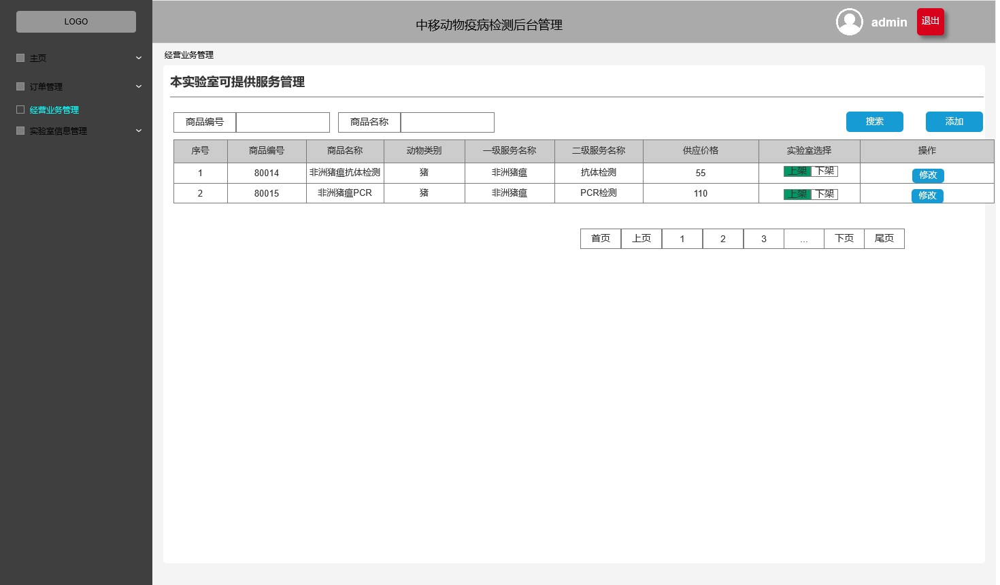 LOGO
中移动物疫病检测后台管理
admin
退出
主页
订单管理
经营业务管理
实验室信息管理
经营业务管理
本实验室可提供服务管理
商品编号 商品名称 搜索 添加
序号 商品编号 商品名称 动物类别 一级服务名称 二级服务名称 供应价格 实验室选择 操作
1 80014 非洲猪瘟抗体检测 猪 非洲猪瘟 抗体检测 55 上架 下架 修改
2 80015 非洲猪瘟PCR 猪 非洲猪瘟 PCR检测 110 上架 下架 修改
首页 上页 1 2 3 ... 下页 尾页